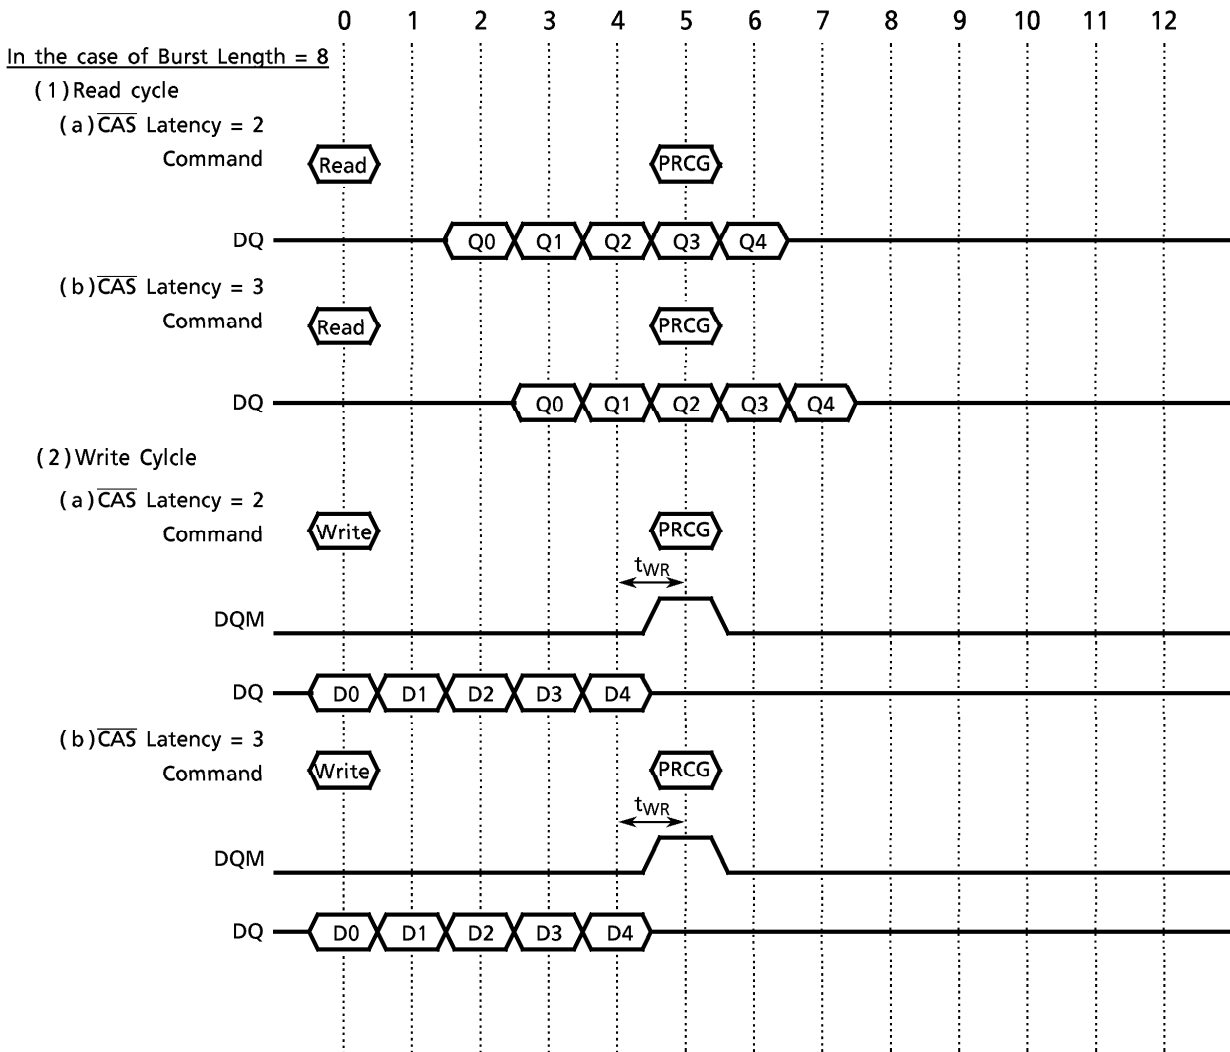 0 1 2 3 4 5 6 7 8 9 10 11 12
In the case of Burst Length = 8
(1) Read cycle
(a) CAS Latency = 2
Command Read PRCG
DQ Q0 Q1 Q2 Q3 Q4
(b) CAS Latency = 3
Command Read PRCG
DQ Q0 Q1 Q2 Q3 Q4
(2) Write Cylcle
(a) CAS Latency = 2
Command Write PRCG
tWR
DQM
DQ D0 D1 D2 D3 D4
(b) CAS Latency = 3
Command Write PRCG
tWR
DQM
DQ D0 D1 D2 D3 D4